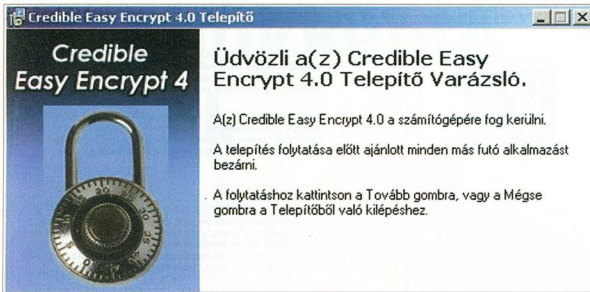 Credible Easy Encrypt 4.0 Telepítő
Credible
Easy Encrypt 4
Üdvözli a(z) Credible Easy
Encrypt 4.0 Telepítő Varázsló.
A(z) Credible Easy Encrypt 4.0 a számítógépére fog kerülni.
A telepítés folytatása előtt ajánlott minden más futó alkalmazást
bezárni.
A folytatáshoz kattintson a Tovább gombra, vagy a Mégse
gombra a Telepítőből való kilépéshez.